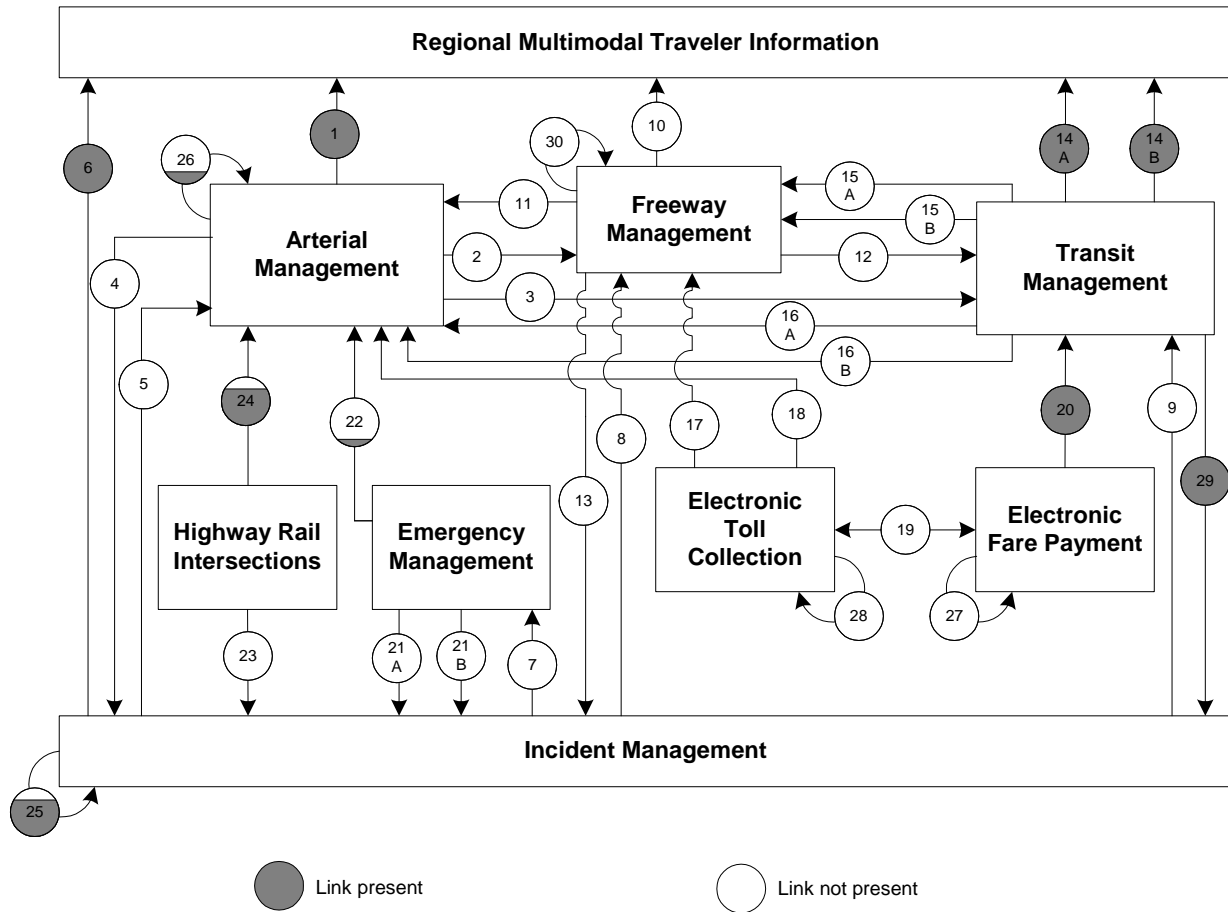 Regional Multimodal Traveler Information
1
10
14
A
14
B
6
26
30
15
A
11
Freeway
Management
15
B
Arterial
Management
2
12
Transit
Management
4
3
16
A
5
16
B
24
22
17
18
20
9
8
13
29
Highway Rail
Intersections
Emergency
Management
Electronic
Toll
Collection
19
Electronic
Fare Payment
28
27
23
21
A
21
B
7
Incident Management
25
Link present
Link not present